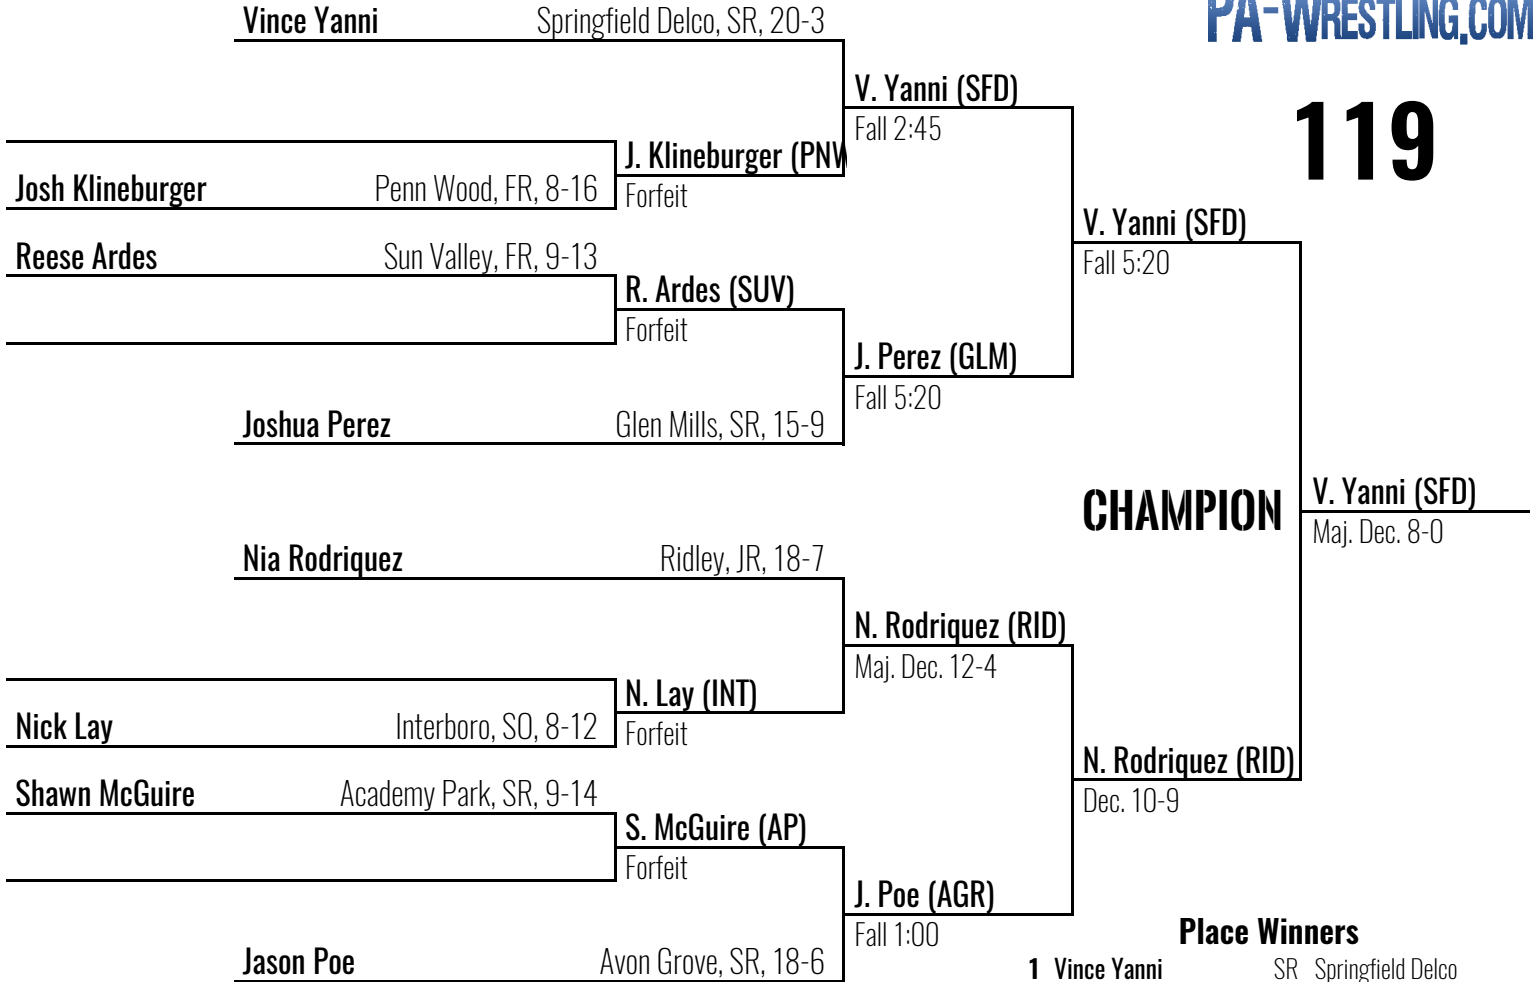 Vince Yanni Springfield Delco, SR, 20-3
PA-WRESTLING.COM
119
V. Yanni (SFD)
Fall 2:45
J. Klineburger (PNW
Josh Klineburger Penn Wood, FR, 8-16
Forfeit
V. Yanni (SFD)
Fall 5:20
Reese Ardes Sun Valley, FR, 9-13
R. Ardes (SUV)
Forfeit
J. Perez (GLM)
Fall 5:20
Joshua Perez Glen Mills, SR, 15-9
CHAMPION
V. Yanni (SFD)
Maj. Dec. 8-0
Nia Rodriquez Ridley, JR, 18-7
N. Rodriquez (RID)
Maj. Dec. 12-4
N. Lay (INT)
Nick Lay Interboro, SO, 8-12
Forfeit
N. Rodriquez (RID)
Dec. 10-9
Shawn McGuire Academy Park, SR, 9-14
S. McGuire (AP)
Forfeit
J. Poe (AGR)
Fall 1:00
Jason Poe Avon Grove, SR, 18-6
Place Winners
1 Vince Yanni SR Springfield Delco